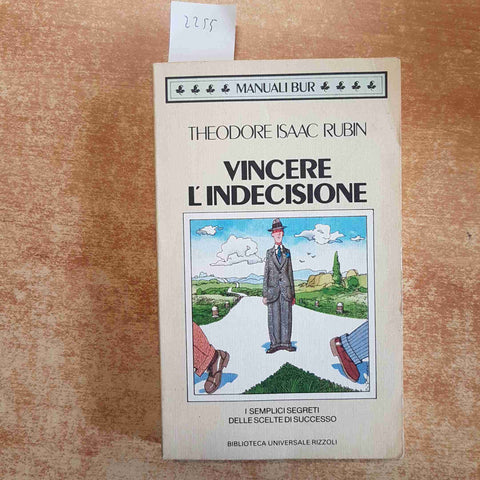 2255
MANUALI BUR
THEODORE ISAAC RUBIN
VINCERE
L'INDECISIONE
I SEMPLICI SEGRETI
DELLE SCELTE DI SUCCESSO
BIBLIOTECA UNIVERSALE RIZZOLI